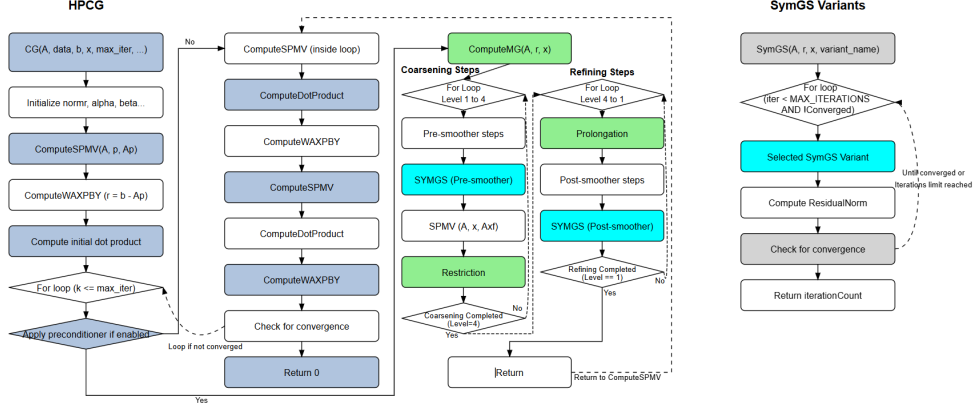 HPCG
CG(A, data, b, x, max_iter, ...)
Initialize normr, alpha, beta...
ComputeSPMV(A, p, Ap)
ComputeWAXPBY (r = b - Ap)
Compute initial dot product
For loop (k <= max_iter)
Apply preconditioner if enabled
No
Yes
ComputeSPMV (inside loop)
ComputeDotProduct
ComputeWAXPBY
ComputeSPMV
ComputeDotProduct
ComputeWAXPBY
Check for convergence
Loop if not converged
Return 0
ComputeMG(A, r, x)
Coarsening Steps
For Loop
Level 1 to 4
Pre-smoother steps
SYMGS (Pre-smoother)
SPMV (A, x, Axf)
Restriction
No
Coarsening Completed
(Level=4)
Yes
Return
Return to ComputeSPMV
Refining Steps
For Loop
Level 4 to 1
Prolongation
Post-smoother steps
SYMGS (Post-smoother)
Refining Completed
(Level == 1)
No
Yes
SymGS Variants
SymGS(A, r, x, variant_name)
For loop
(iter < MAX_ITERATIONS
AND !Converged)
Selected SymGS Variant
Until converged or
Iterations limit reached
Compute ResidualNorm
Check for convergence
Return iterationCount